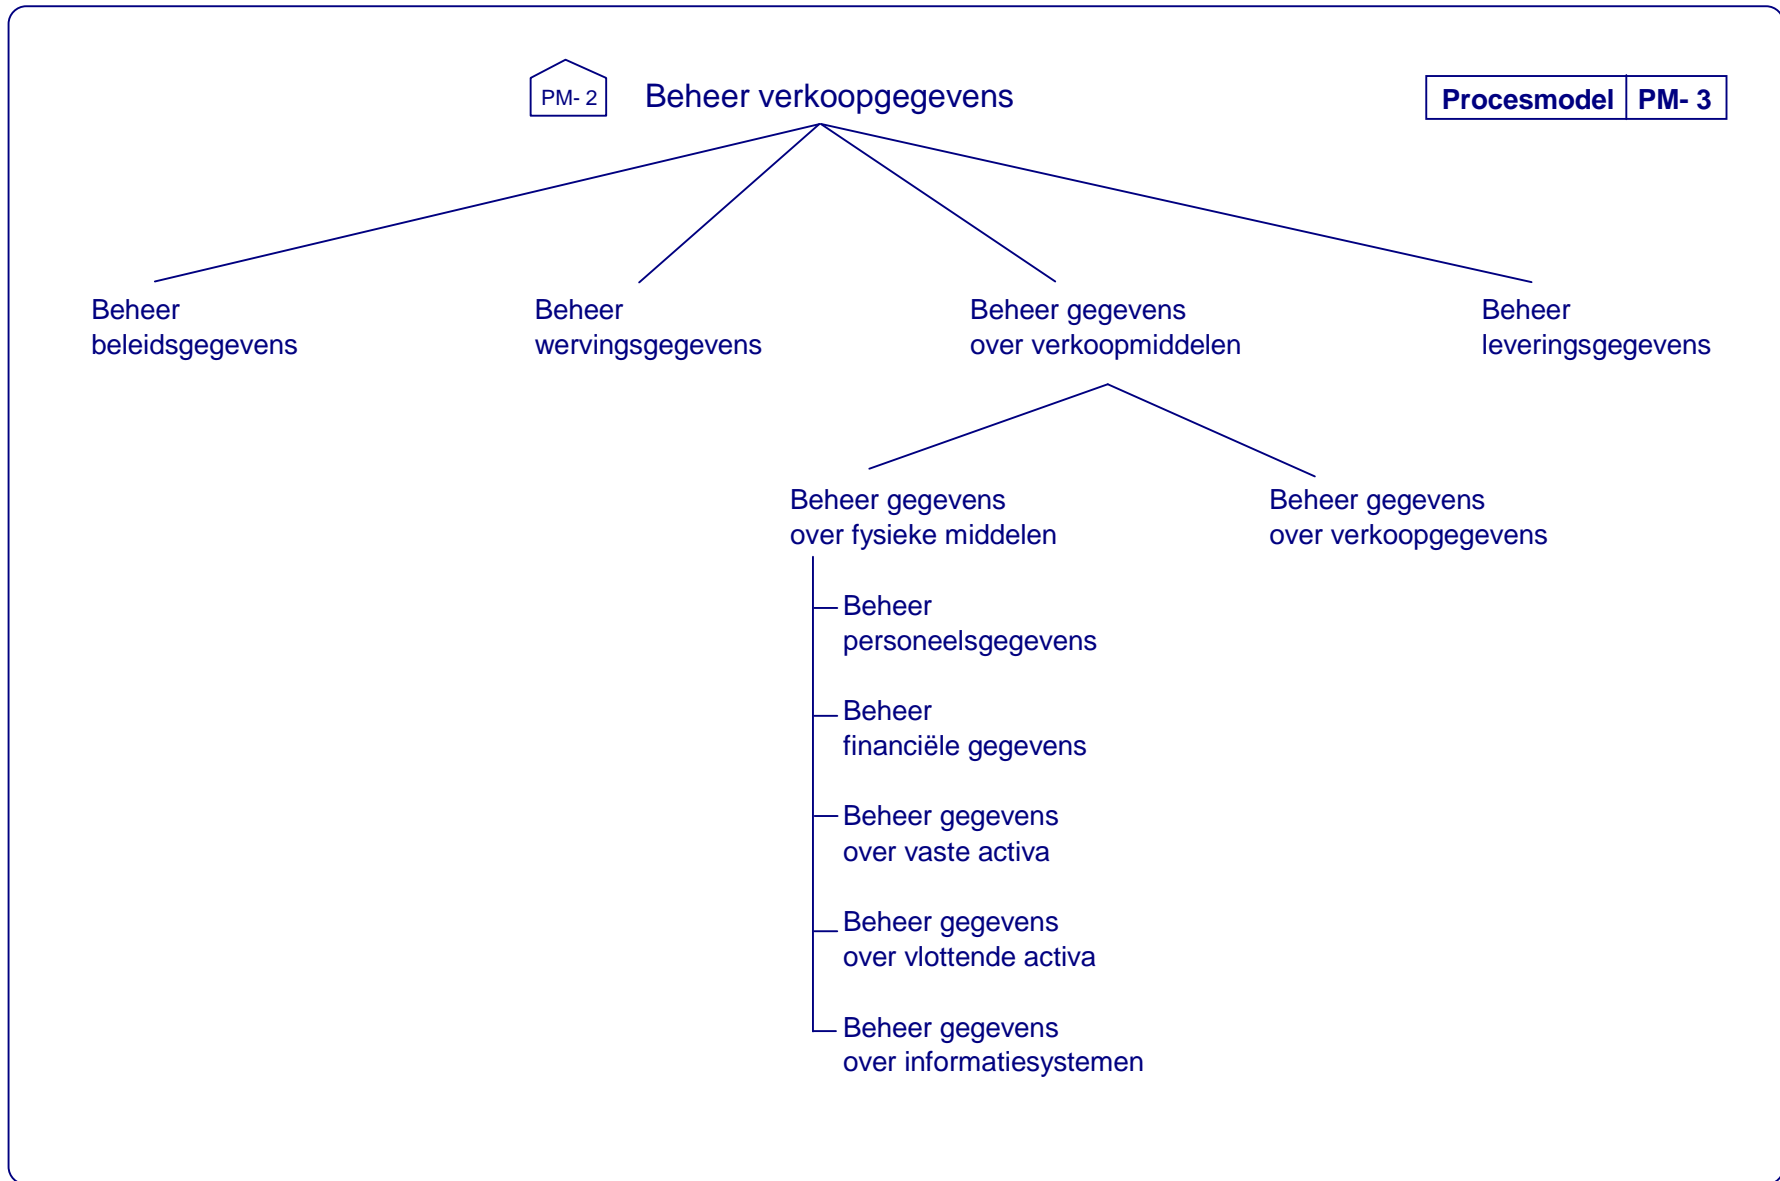 PM- 2
Beheer verkoopgegevens
Procesmodel PM- 3
Beheer
beleidsgegevens
Beheer
wervingsgegevens
Beheer gegevens
over verkoopmiddelen
Beheer
leveringsgegevens
Beheer gegevens
over fysieke middelen
Beheer gegevens
over verkoopgegevens
Beheer
personeelsgegevens
Beheer
financiële gegevens
Beheer gegevens
over vaste activa
Beheer gegevens
over vlottende activa
Beheer gegevens
over informatiesystemen